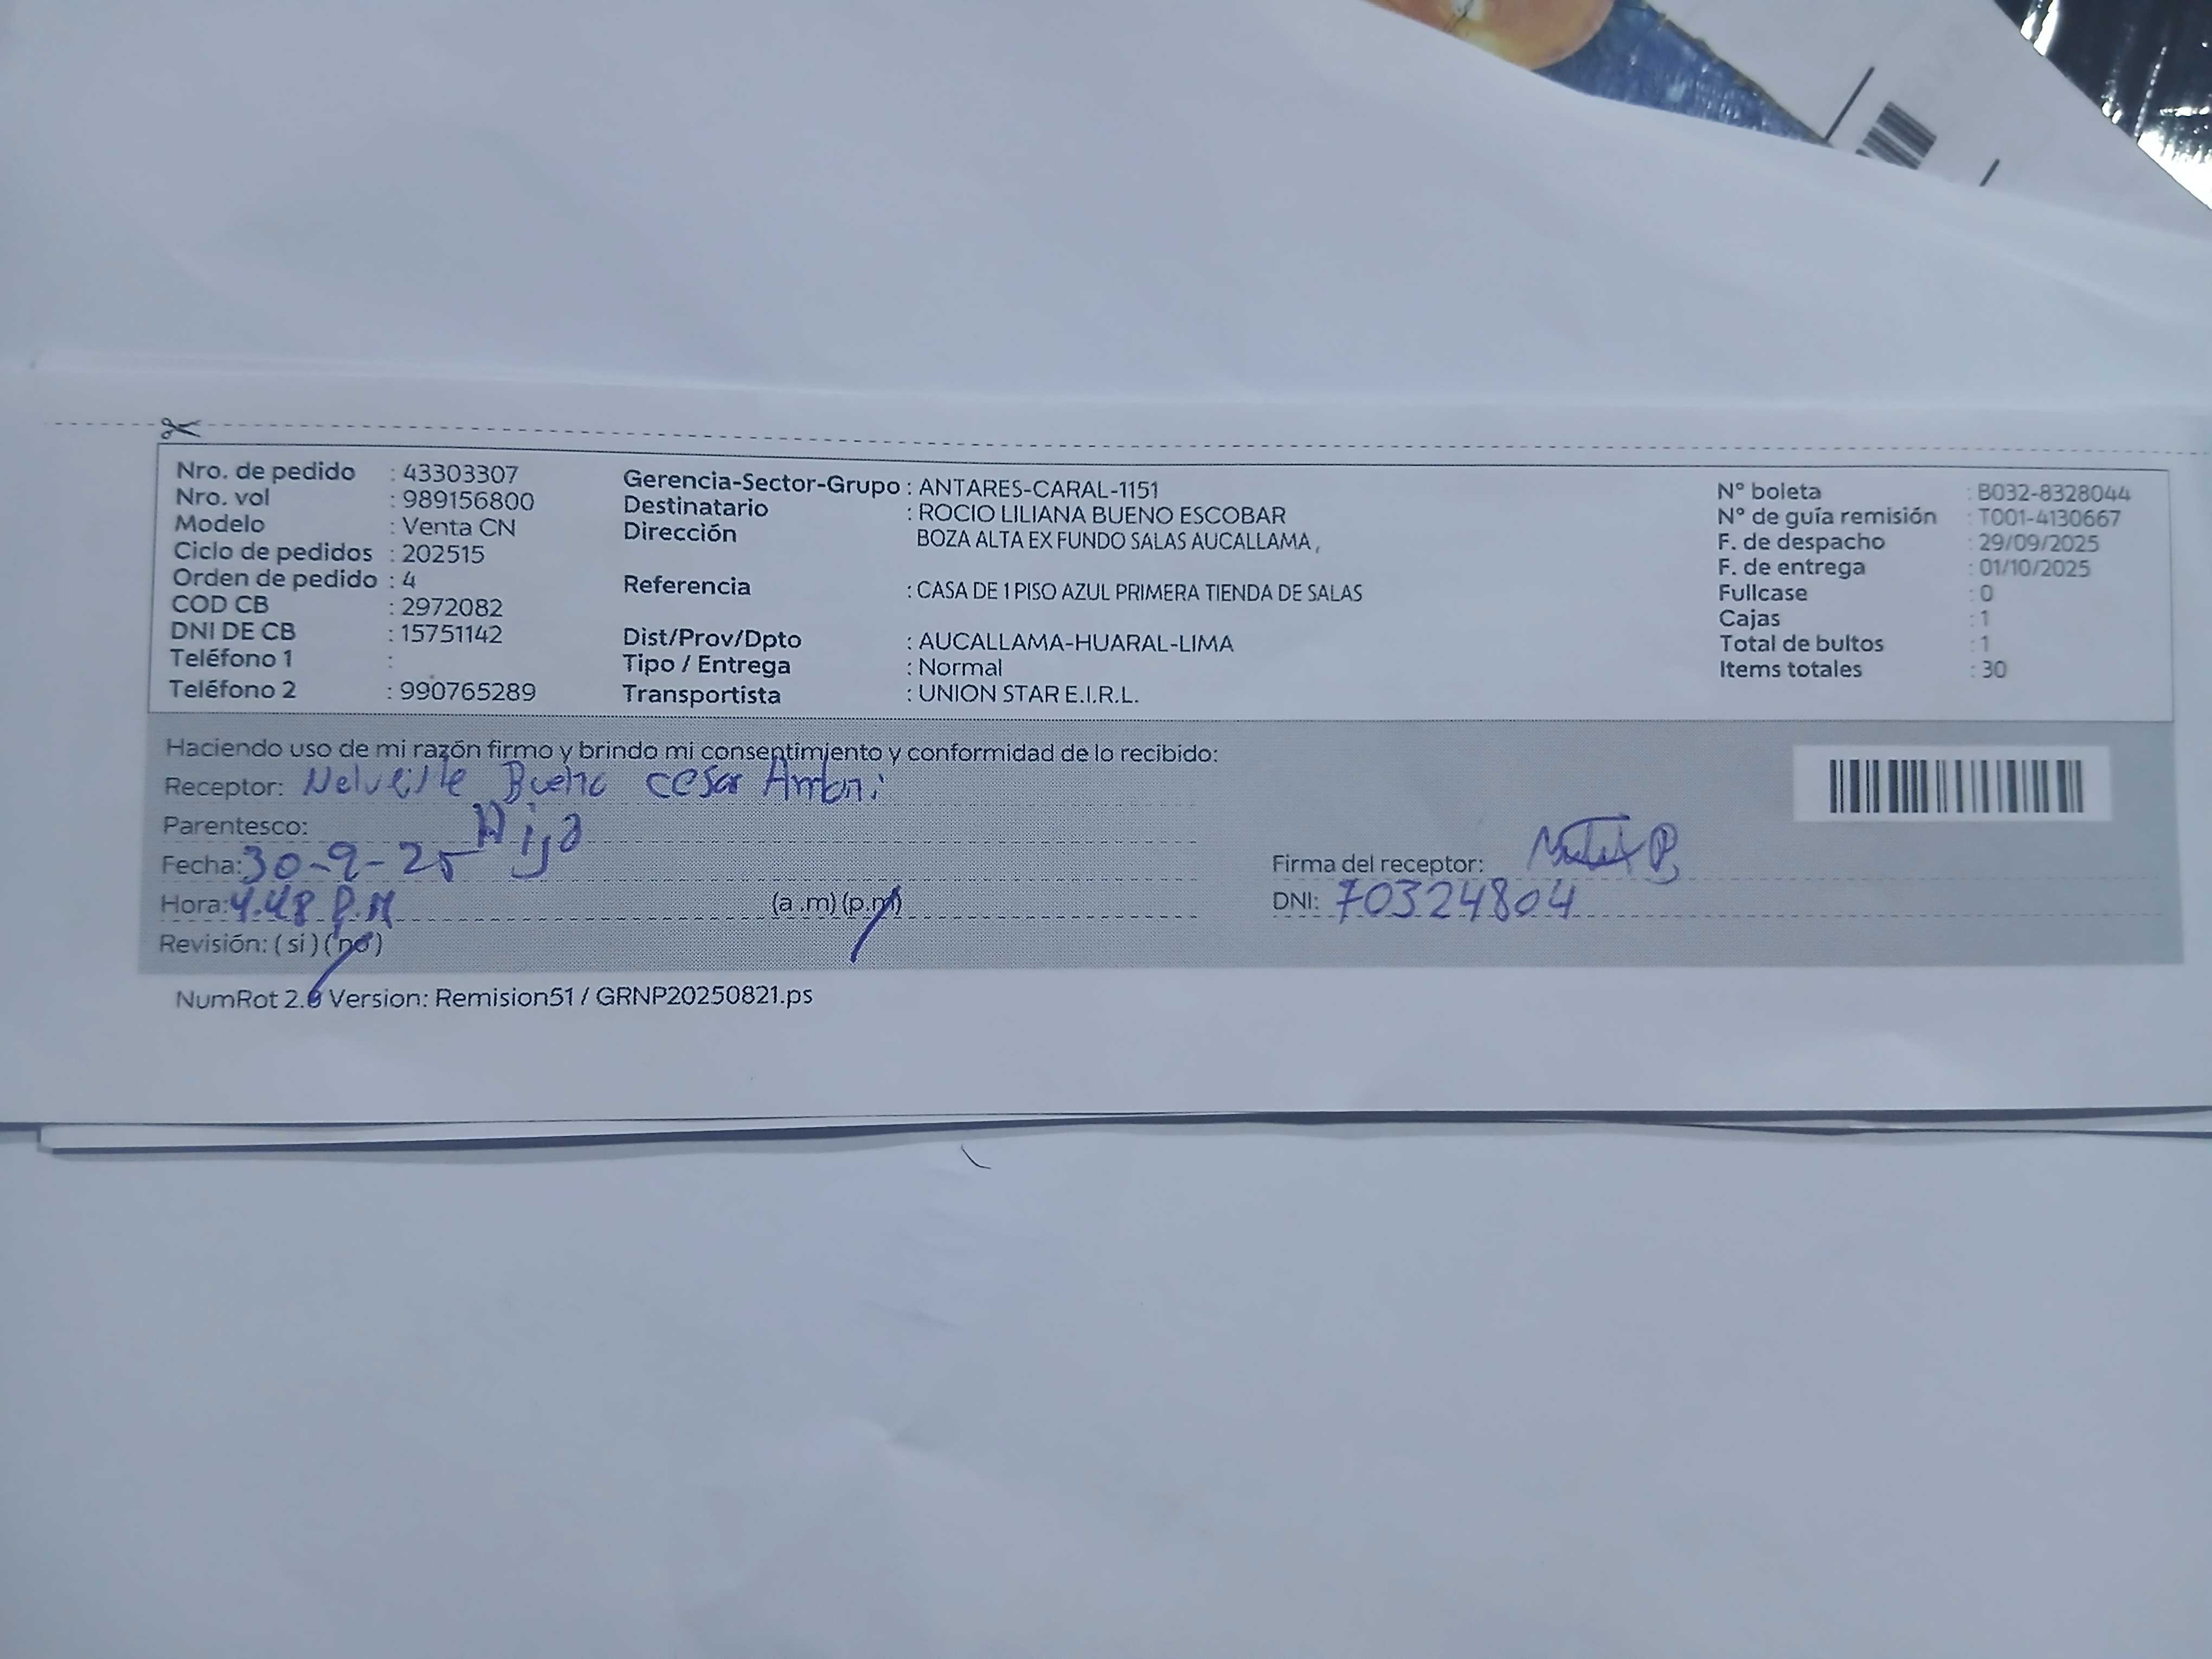 Nro. de pedido : 43303307
Nro. vol : 989156800
Modelo : Venta CN
Ciclo de pedidos : 202515
Orden de pedido : 4
COD CB : 2972082
DNI DE CB : 15751142
Teléfono 1 :
Teléfono 2 : 990765289
Gerencia-Sector-Grupo : ANTARES-CARAL-1151
Destinatario : ROCIO LILIANA BUENO ESCOBAR
Dirección BOZA ALTA EX FUNDO SALAS AUCALLAMA ,
Referencia : CASA DE 1 PISO AZUL PRIMERA TIENDA DE SALAS
Dist/Prov/Dpto : AUCALLAMA-HUARAL-LIMA
Tipo / Entrega : Normal
Transportista : UNION STAR E.I.R.L.
N° boleta : B032-8328044
N° de guía remisión : T001-4130667
F. de despacho : 29/09/2025
F. de entrega : 01/10/2025
Fullcase : 0
Cajas : 1
Total de bultos : 1
Items totales : 30
Haciendo uso de mi razón firmo y brindo mi consentimiento y conformidad de lo recibido:
Receptor: Bueno cesar
Parentesco: Hijo
Fecha: 30-9-25
Hora: 4.48 P.M (a .m) (p.m)
Revisión: ( si ) ( no )
Firma del receptor:
DNI: 70324804
NumRot 2.0 Version: Remision51 / GRNP20250821.ps